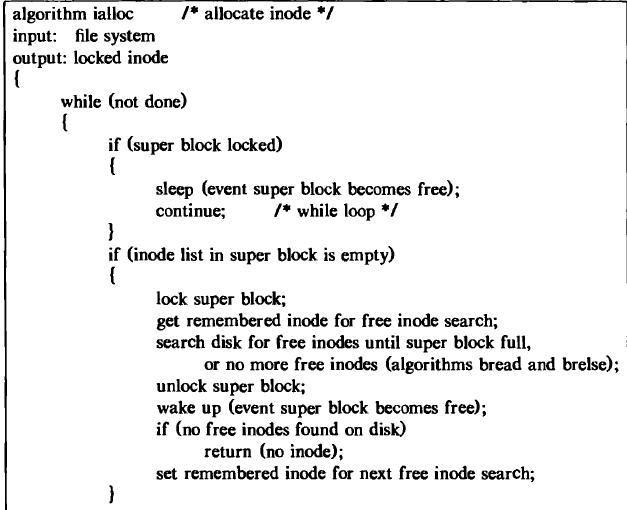 algorithm ialloc /* allocate inode */
input: file system
output: locked inode
{
while (not done)
{
if (super block locked)
{
sleep (event super block becomes free);
continue; /* while loop */
}
if (inode list in super block is empty)
{
lock super block;
get remembered inode for free inode search;
search disk for free inodes until super block full,
or no more free inodes (algorithms bread and brelse);
unlock super block;
wake up (event super block becomes free);
if (no free inodes found on disk)
return (no inode);
set remembered inode for next free inode search;
}